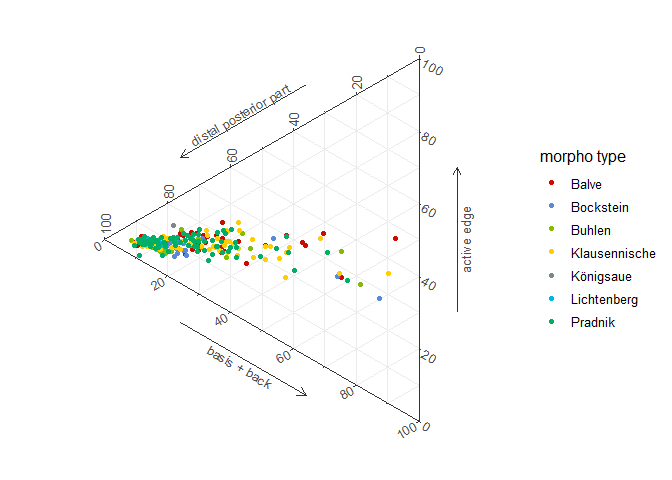 0
100
20
distal posterior part
40
80
60
60
80
active edge
40
100
0
20
20
40
basis + back
60
80
100
0
morpho type
Balve
Bockstein
Buhlen
Klausennische
Königsaue
Lichtenberg
Pradnik